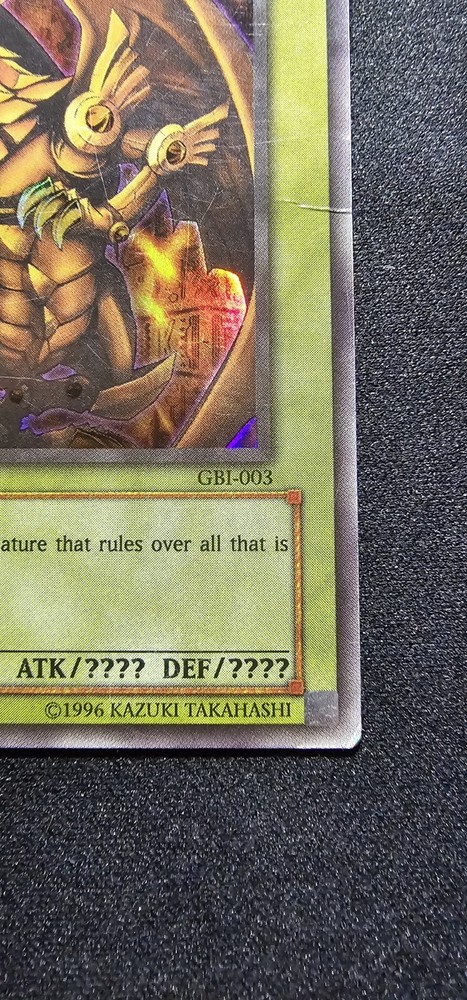 GBI-003
ature that rules over all that is
ATK/???? DEF/????
©1996 KAZUKI TAKAHASHI